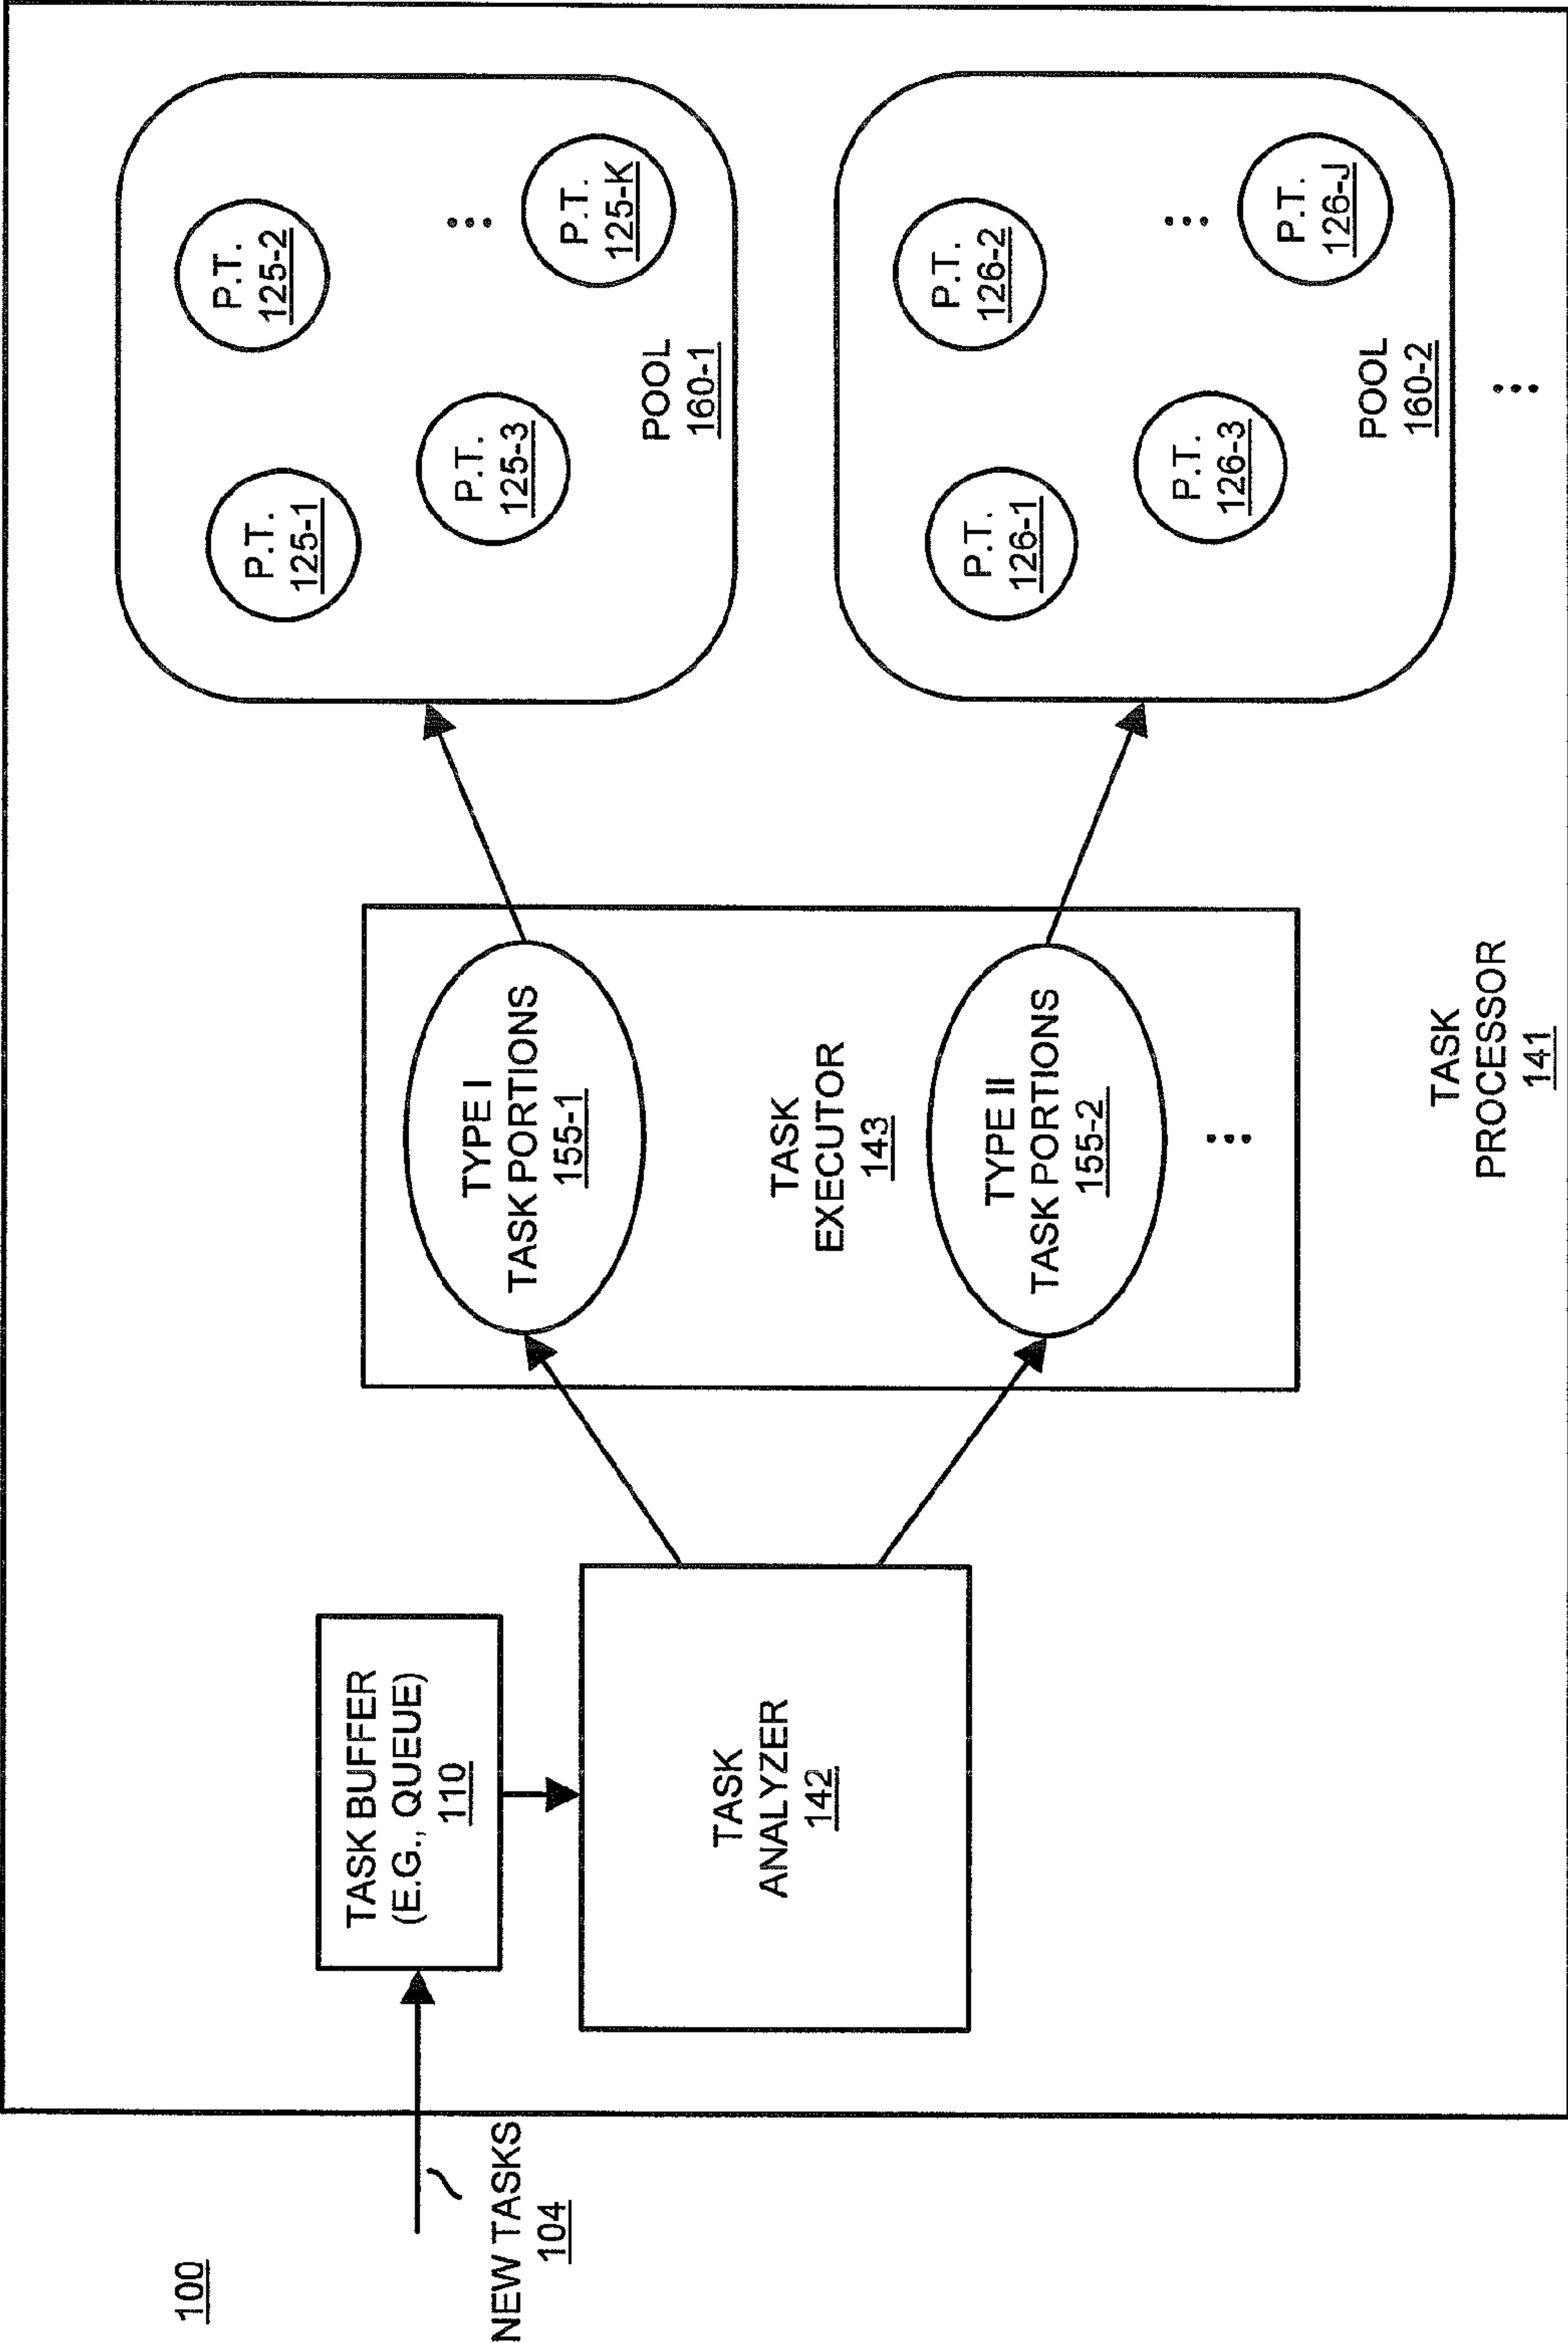 100
NEW TASKS
104
TASK BUFFER
(E.G., QUEUE)
110
TASK
ANALYZER
142
TYPE I
TASK PORTIONS
155-1
TASK
EXECUTOR
143
TYPE III
TASK PORTIONS
155-2
P.T.
125-1
P.T.
125-2
P.T.
125-3
P.T.
125-K
POOL
160-1
P.T.
126-1
P.T.
126-2
P.T.
126-3
P.T.
126-J
POOL
160-2
TASK
PROCESSOR
141